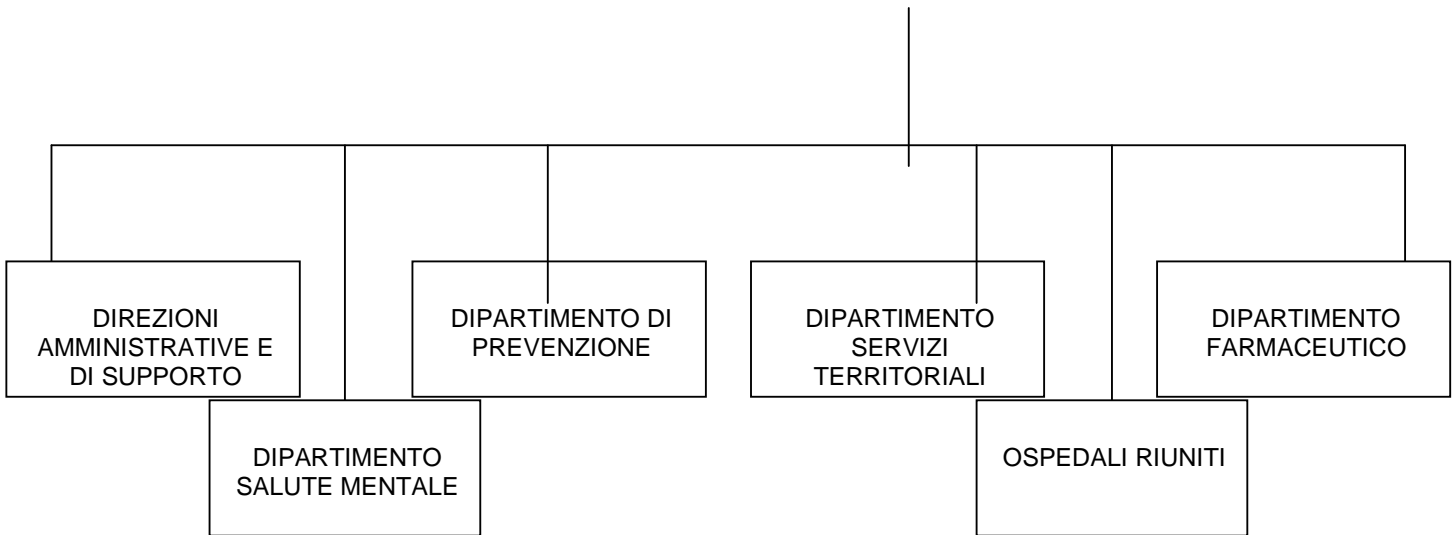 DIREZIONI
AMMINISTRATIVE E
DI SUPPORTO
DIPARTIMENTO DI
PREVENZIONE
DIPARTIMENTO
SERVIZI
TERRITORIALI
DIPARTIMENTO
FARMACEUTICO
DIPARTIMENTO
SALUTE MENTALE
OSPEDALI RIUNITI